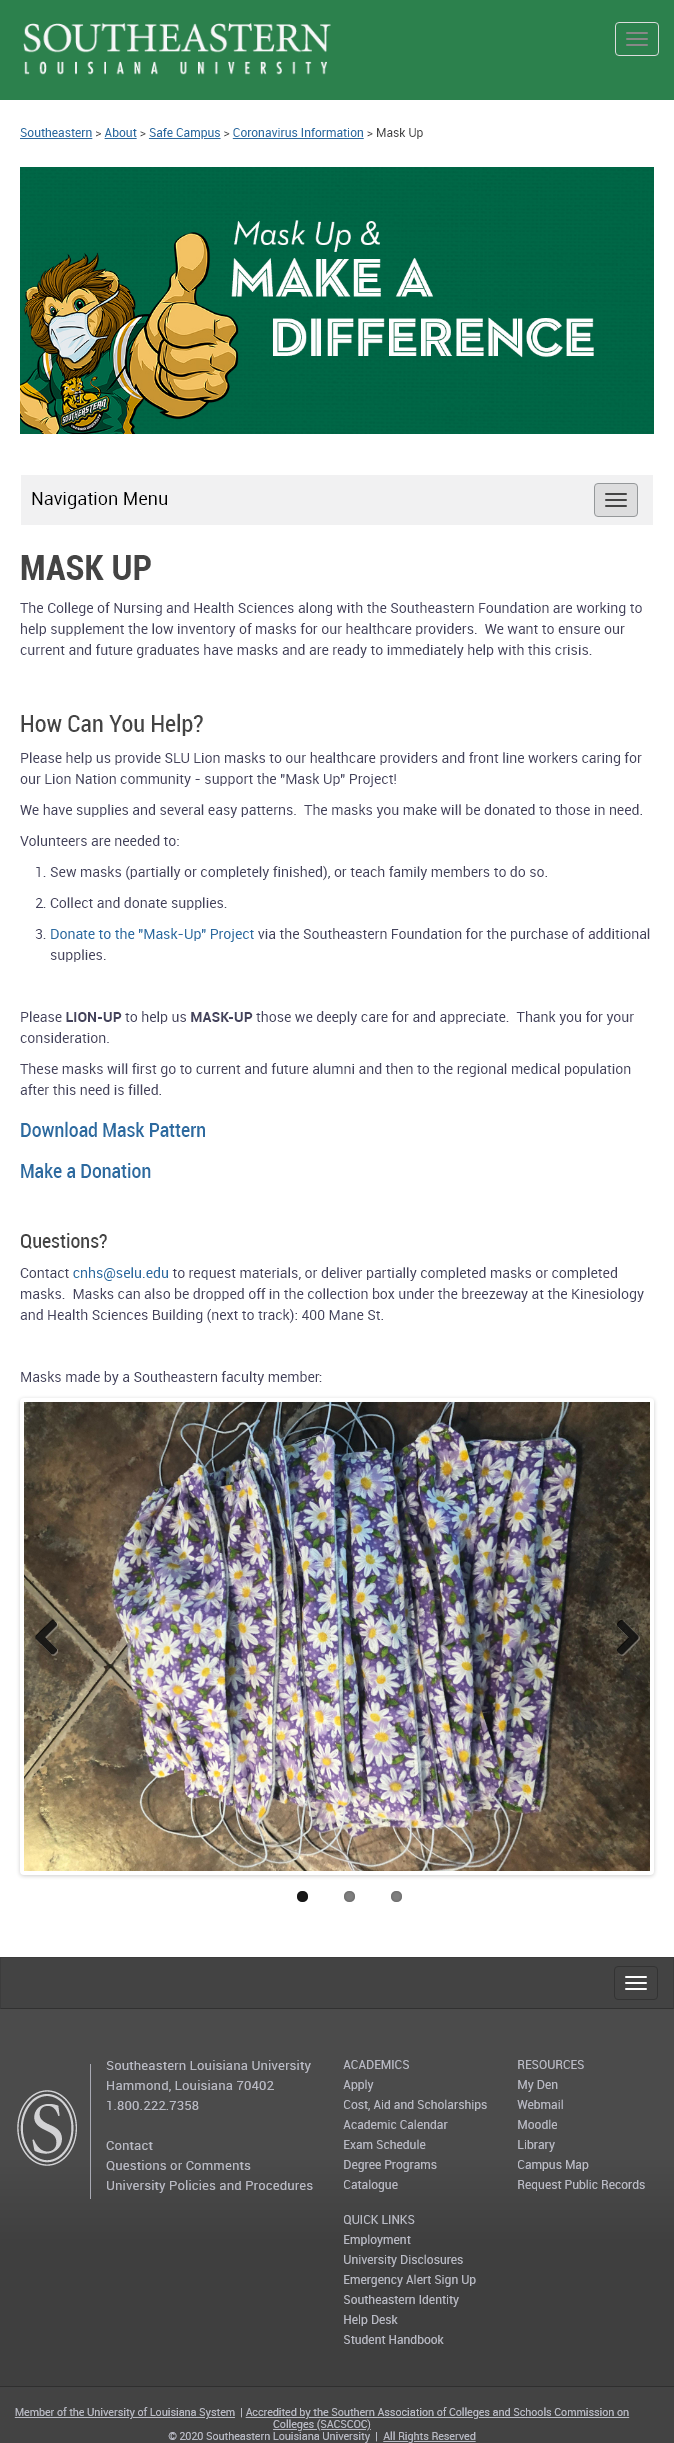 SOUTHEASTERN
LOUISIANA UNIVERSITY
Southeastern > About > Safe Campus > Coronavirus Information > Mask Up
Mask Up &
MAKE A
DIFFERENCE
SOUTHEASTERN
Navigation Menu
MASK UP
The College of Nursing and Health Sciences along with the Southeastern Foundation are working to
help supplement the low inventory of masks for our healthcare providers.  We want to ensure our
current and future graduates have masks and are ready to immediately help with this crisis.
How Can You Help?
Please help us provide SLU Lion masks to our healthcare providers and front line workers caring for
our Lion Nation community - support the "Mask Up" Project!
We have supplies and several easy patterns.  The masks you make will be donated to those in need.
Volunteers are needed to:
1. Sew masks (partially or completely finished), or teach family members to do so.
2. Collect and donate supplies.
3. Donate to the "Mask-Up" Project via the Southeastern Foundation for the purchase of additional
supplies.
Please LION-UP to help us MASK-UP those we deeply care for and appreciate.  Thank you for your
consideration.
These masks will first go to current and future alumni and then to the regional medical population
after this need is filled.
Download Mask Pattern
Make a Donation
Questions?
Contact cnhs@selu.edu to request materials, or deliver partially completed masks or completed
masks.  Masks can also be dropped off in the collection box under the breezeway at the Kinesiology
and Health Sciences Building (next to track): 400 Mane St.
Masks made by a Southeastern faculty member:
S
Southeastern Louisiana University
Hammond, Louisiana 70402
1.800.222.7358
Contact
Questions or Comments
University Policies and Procedures
ACADEMICS
Apply
Cost, Aid and Scholarships
Academic Calendar
Exam Schedule
Degree Programs
Catalogue
QUICK LINKS
Employment
University Disclosures
Emergency Alert Sign Up
Southeastern Identity
Help Desk
Student Handbook
RESOURCES
My Den
Webmail
Moodle
Library
Campus Map
Request Public Records
Member of the University of Louisiana System | Accredited by the Southern Association of Colleges and Schools Commission on
Colleges (SACSCOC)
© 2020 Southeastern Louisiana University | All Rights Reserved